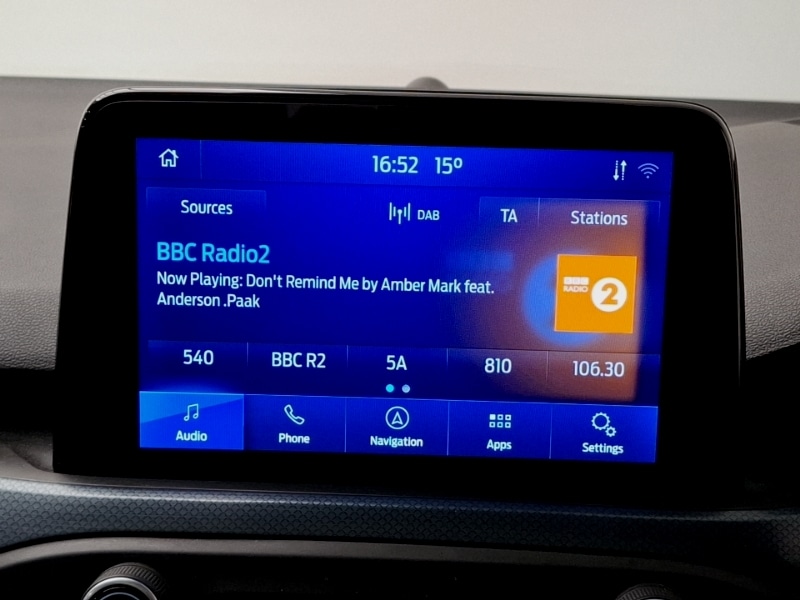 16:52 15º
Sources DAB TA Stations
BBC Radio2
Now Playing: Don't Remind Me by Amber Mark feat.
Anderson .Paak
BBC
RADIO 2
540 BBC R2 5A 810 106.30
Audio Phone Navigation Apps Settings